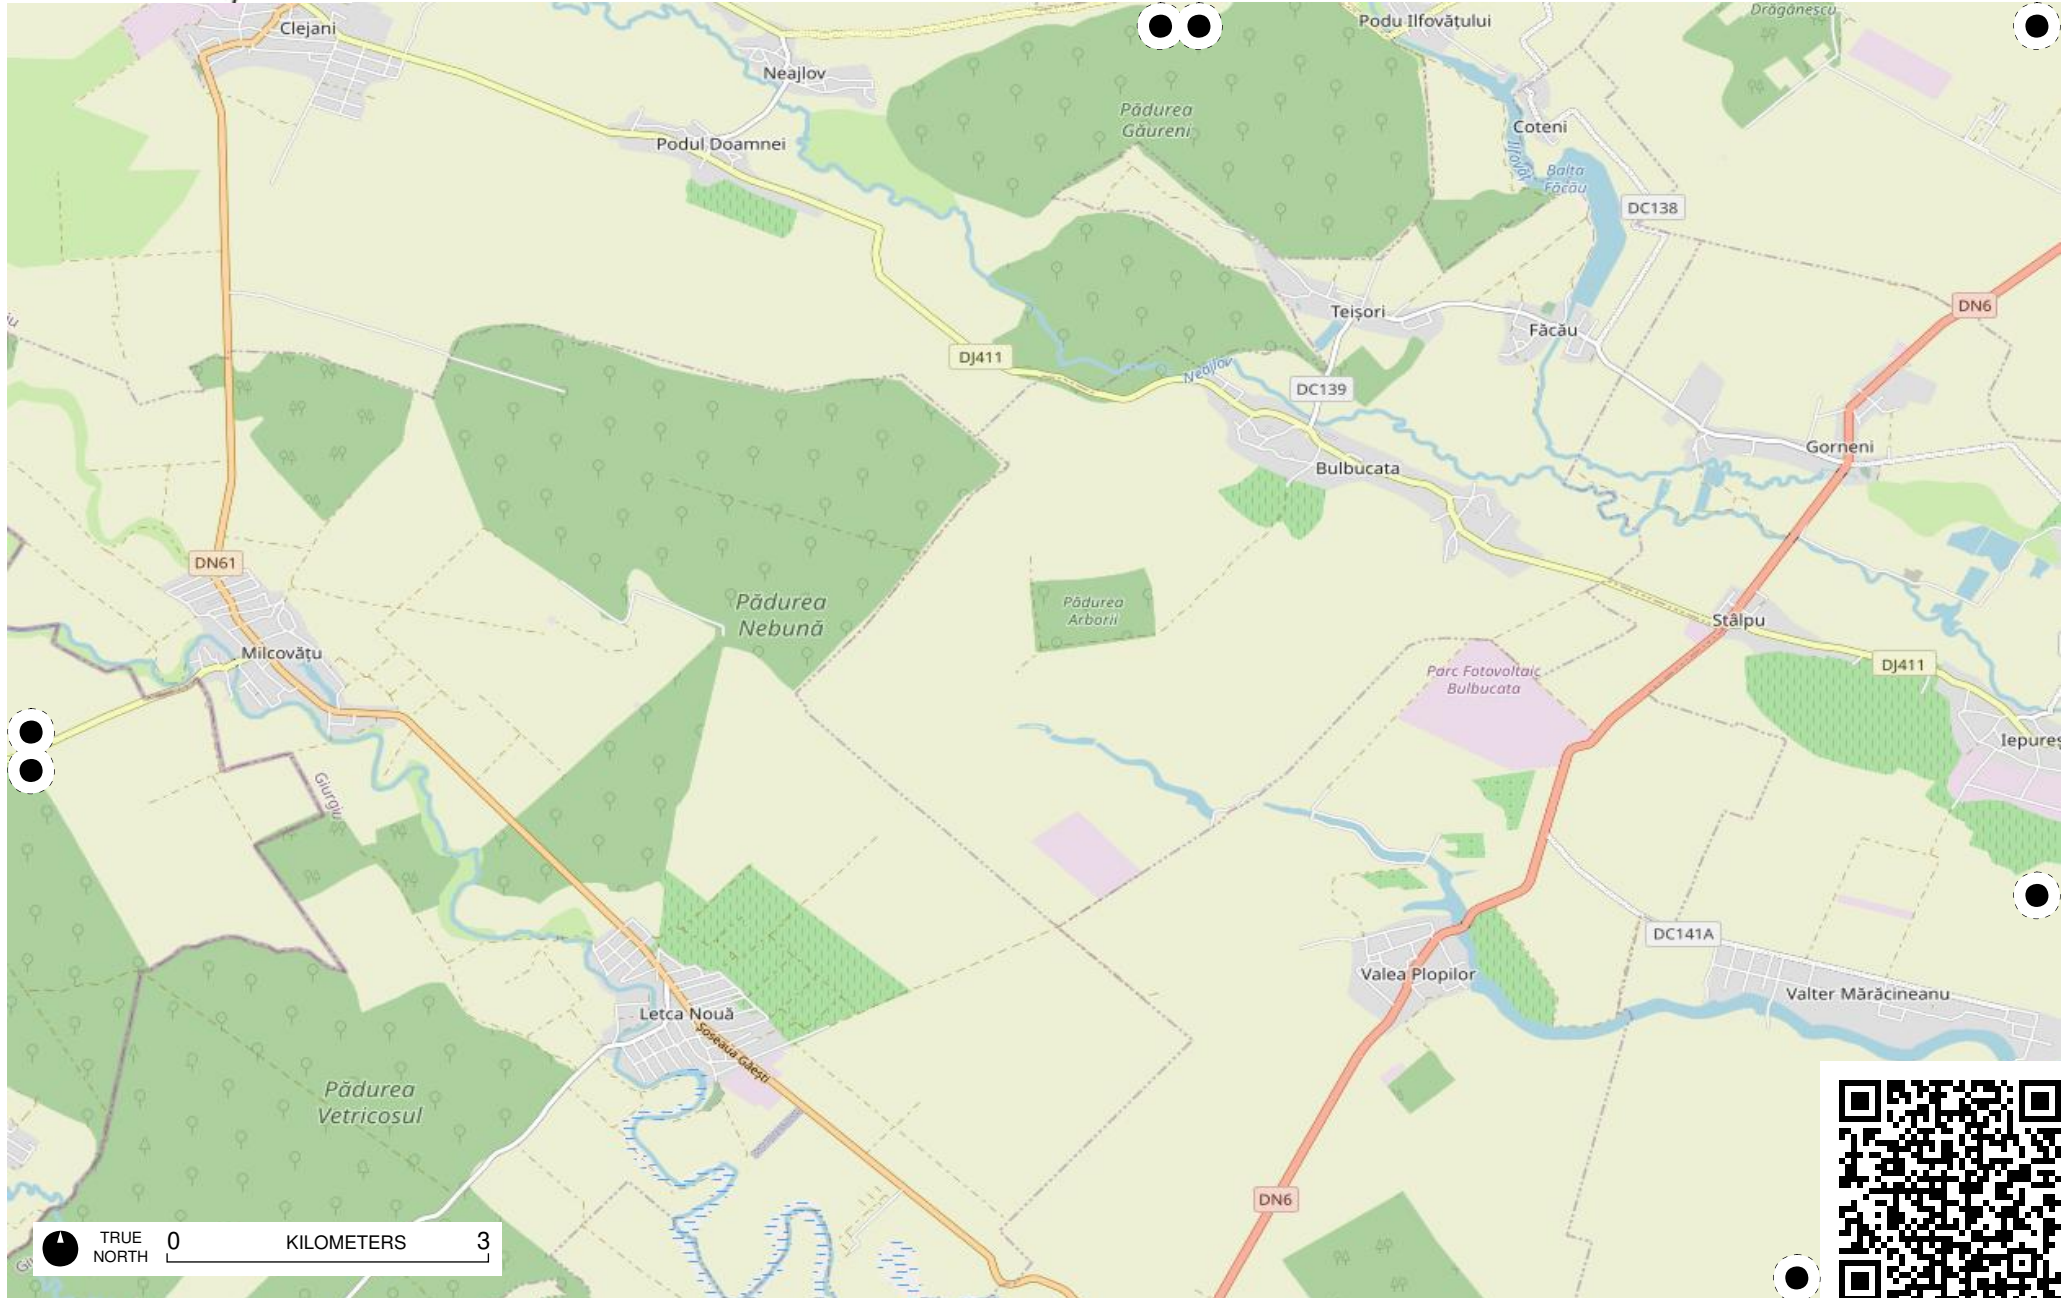 Clejani
Podu Ilfovățului
Drăgănescu
Neajlov
Pădurea
Găureni
Coteni
Podul Doamnei
Ilfovăț
Balta
Făcău
DC138
DN6
Teișori
Făcău
DJ411
Neajlov
DC139
Gorneni
Bulbucata
DN61
Pădurea
Nebună
Pădurea
Arborii
Stâlpu
Milcovățu
Parc Fotovoltaic
Bulbucata
DJ411
Iepureș
Giurgiu
DC141A
Valea Plopilor
Valter Mărăcineanu
Letca Nouă
Șoseaua Găești
Pădurea
Vetricosul
DN6
TRUE
NORTH
0 KILOMETERS 3